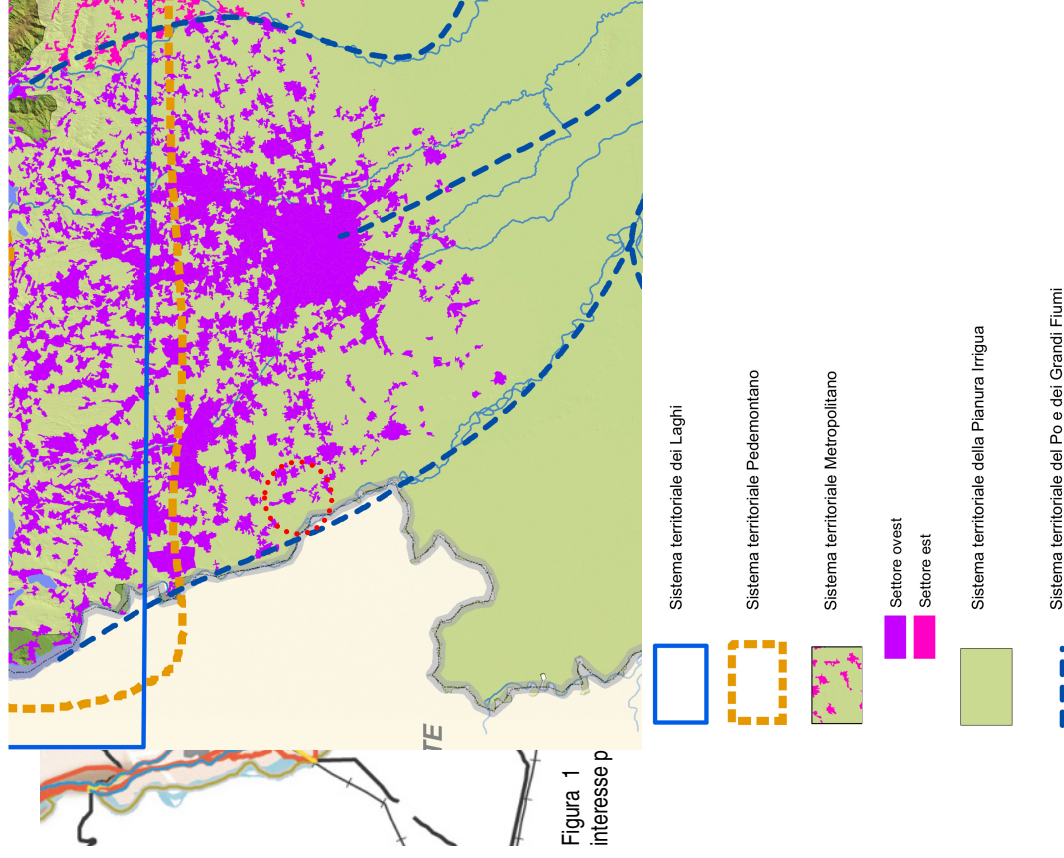 TE
Figura 1
interesse p
Sistema territoriale dei Laghi
Sistema territoriale Pedemontano
Sistema territoriale Metropolitano
Settore ovest
Settore est
Sistema territoriale della Pianura Irrigua
Sistema territoriale del Po e dei Grandi Fiumi